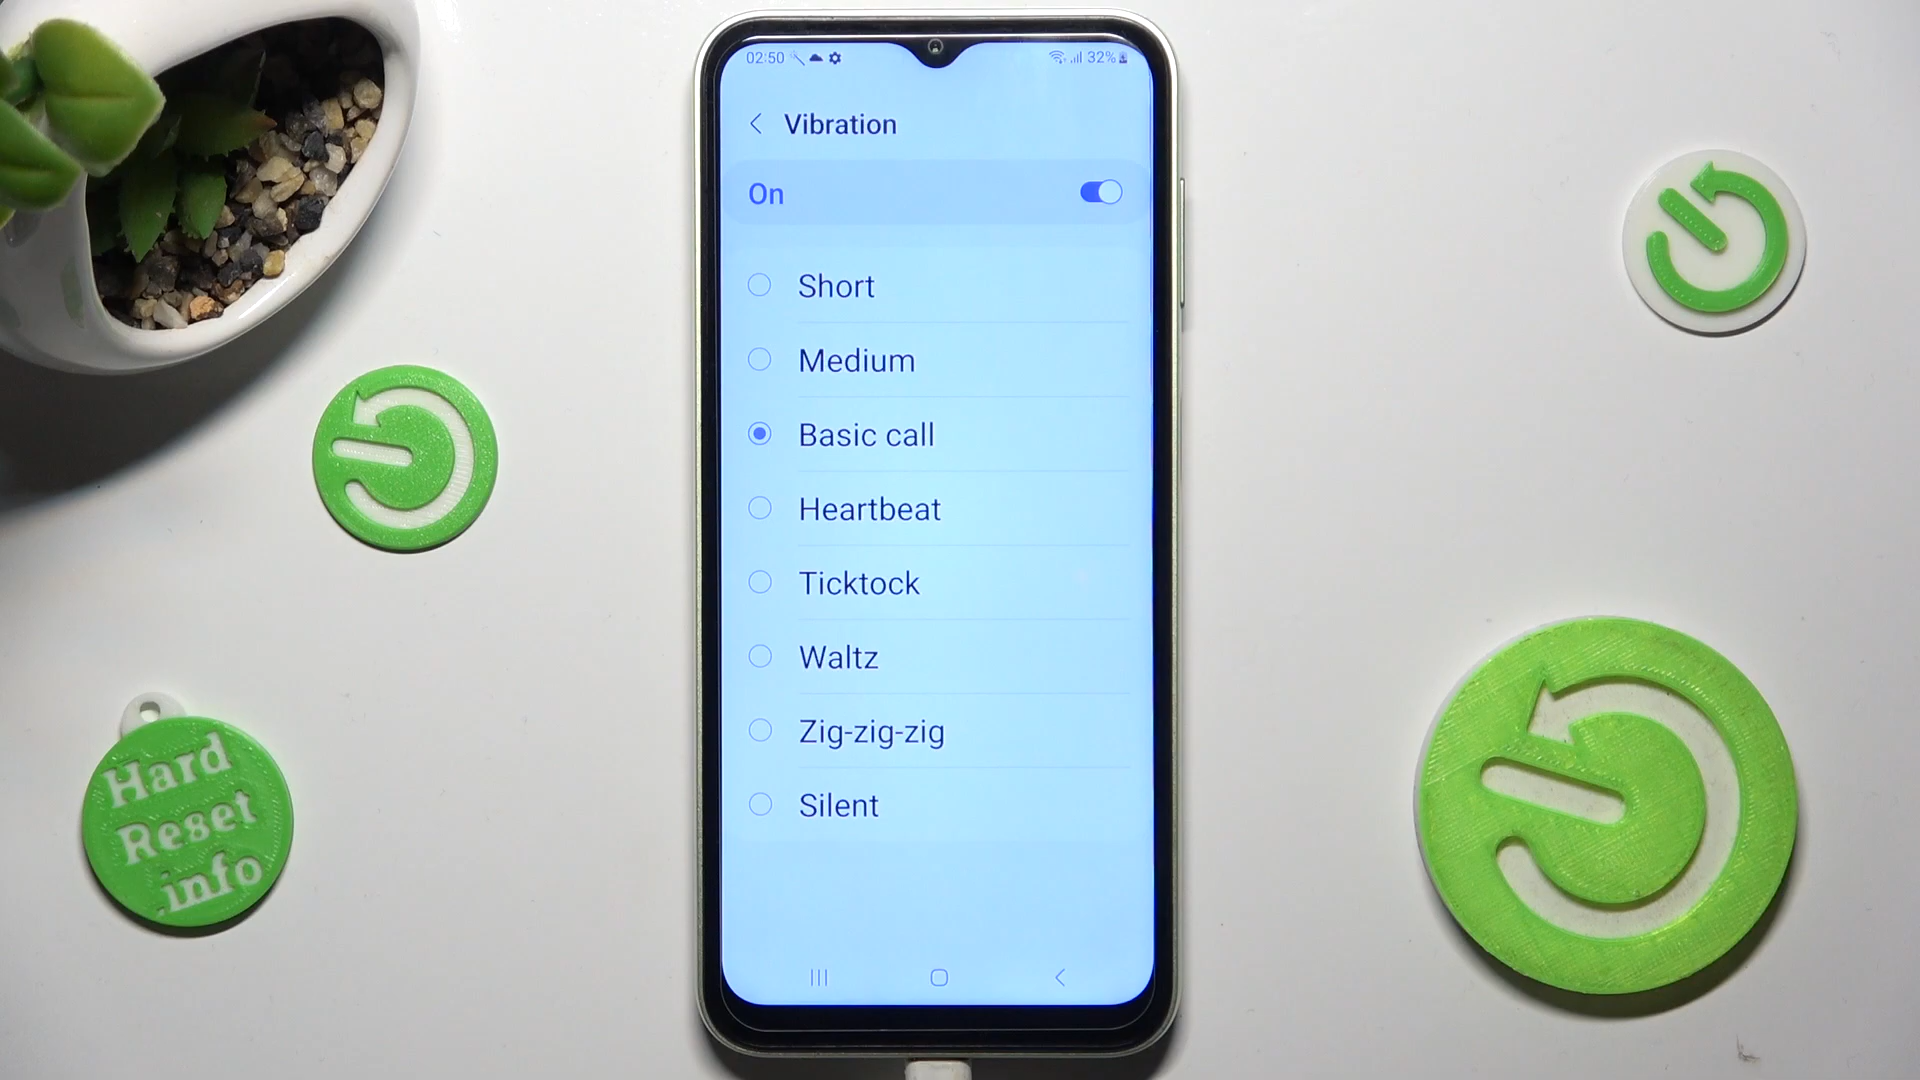 02:50
32%
Vibration
On
Short
Medium
Basic call
Heartbeat
Ticktock
Waltz
Zig-zig-zig
Silent
Hard
Reset
.info